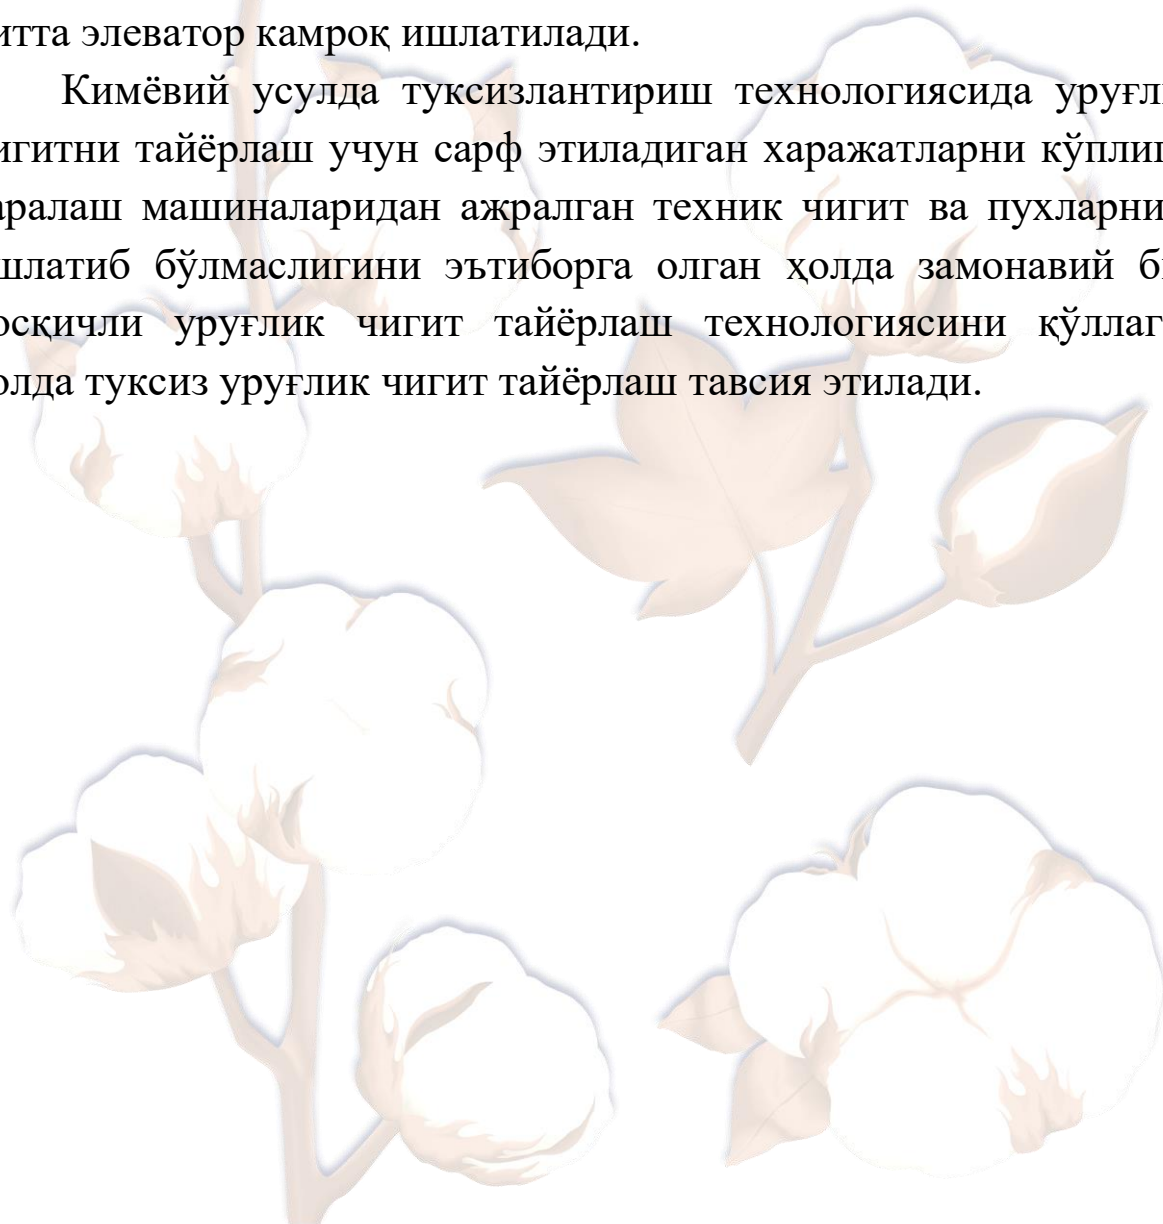 итта элеватор камроқ ишлатилади.
Кимёвий усулда туксизлантириш технологиясида уруғли
игитни тайёрлаш учун сарф этиладиган харажатларни кўплиг
аралаш машиналаридан ажралган техник чигит ва пухларни
шлатиб бўлмаслигини эътиборга олган ҳолда замонавий би
осқичли уруғлик чигит тайёрлаш технологиясини қўллаг
олда туксиз уруғлик чигит тайёрлаш тавсия этилади.